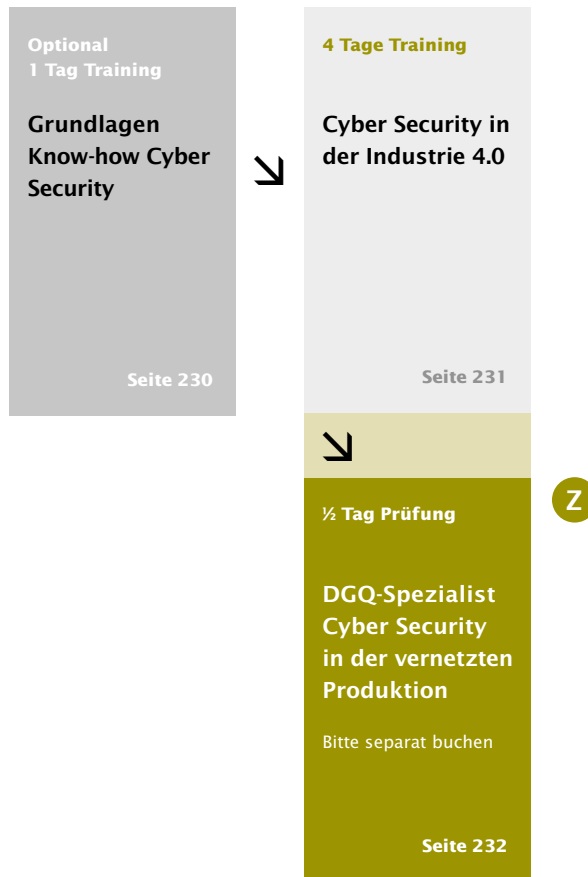 Optional
1 Tag Training
Grundlagen
Know-how Cyber
Security
Seite 230
4 Tage Training
Cyber Security in
der Industrie 4.0
Seite 231
½ Tag Prüfung
DGQ-Spezialist
Cyber Security
in der vernetzten
Produktion
Bitte separat buchen
Seite 232
Z